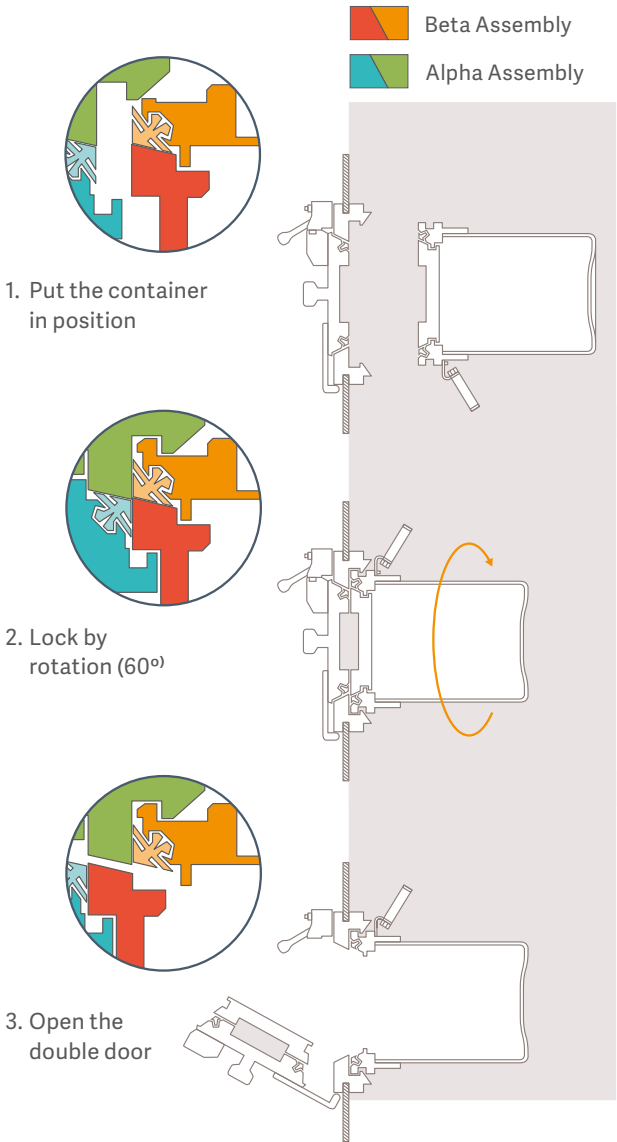 Beta Assembly
Alpha Assembly
1. Put the container
in position
2. Lock by
rotation (60º)
3. Open the
double door